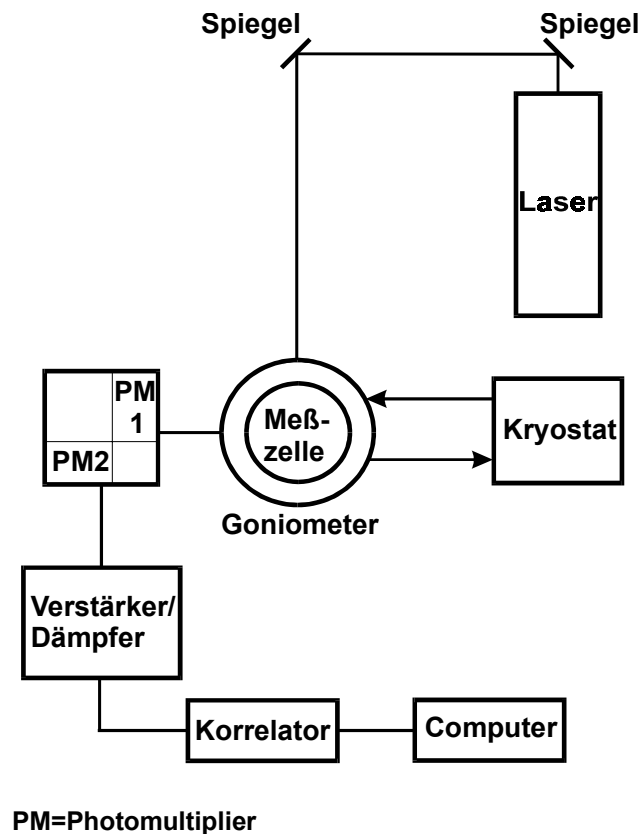 Spiegel
Spiegel
Laser
PM
1
PM2
Meß-
zelle
Kryostat
Goniometer
Verstärker/
Dämpfer
Korrelator
Computer
PM=Photomultiplier